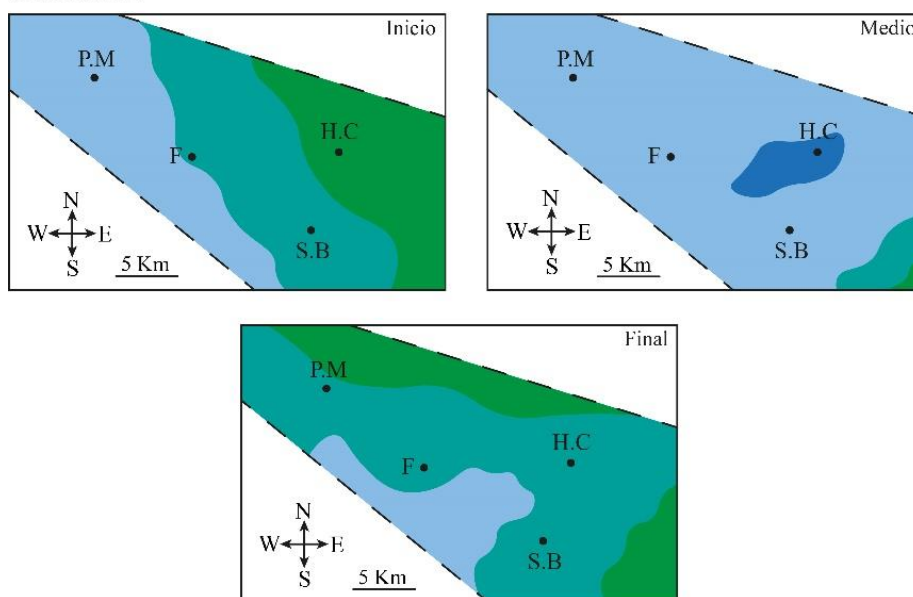 Inicio
P.M
H.C
F
N
W E
S.B
S
5 Km
Medio
P.M
H.C
F
N
W E
S.B
S
5 Km
Final
P.M
H.C
F
N
W E
S.B
S
5 Km